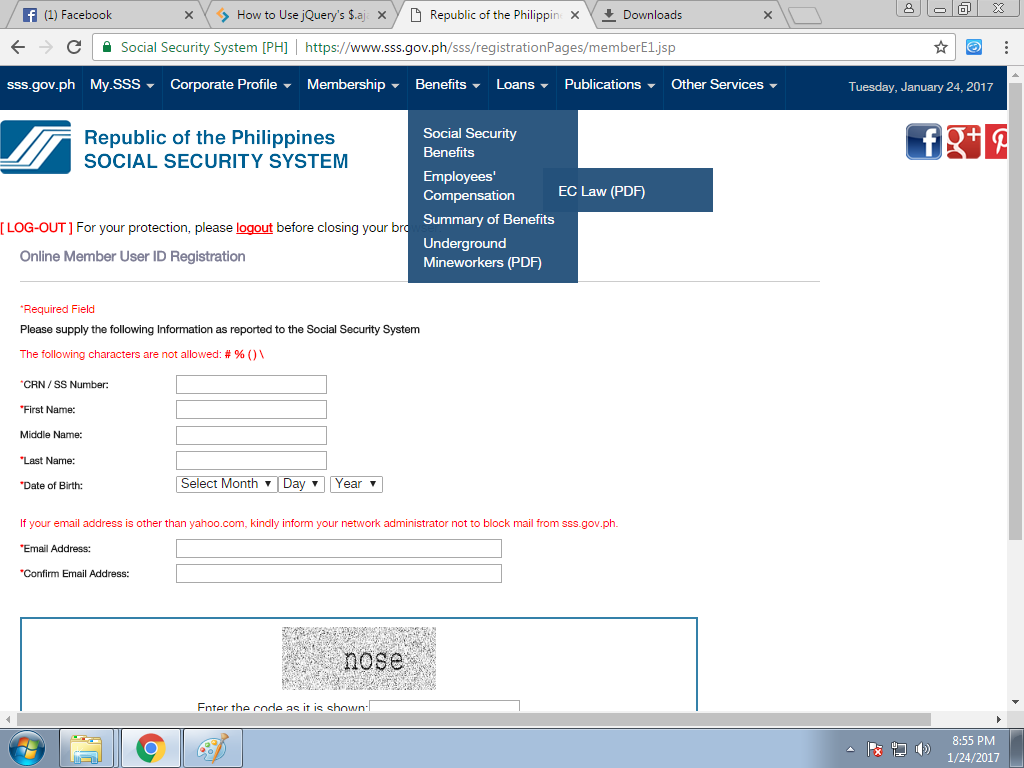 (1) Facebook
How to Use jQuery's $.aj
Republic of the Philippin
Downloads
Social Security System [PH] https://www.sss.gov.ph/sss/registrationPages/memberE1.jsp
sss.gov.ph My.SSS Corporate Profile Membership Benefits Loans Publications Other Services Tuesday, January 24, 2017
Republic of the Philippines
SOCIAL SECURITY SYSTEM
Social Security
Benefits
Employees'
Compensation
EC Law (PDF)
Summary of Benefits
Underground
Mineworkers (PDF)
[ LOG-OUT ] For your protection, please logout before closing your browser
Online Member User ID Registration
*Required Field
Please supply the following Information as reported to the Social Security System
The following characters are not allowed: # % ( ) \
*CRN / SS Number:
*First Name:
Middle Name:
*Last Name:
*Date of Birth: Select Month Day Year
If your email address is other than yahoo.com, kindly inform your network administrator not to block mail from sss.gov.ph.
*Email Address:
*Confirm Email Address:
nose
Enter the code as it is shown:
8:55 PM
1/24/2017